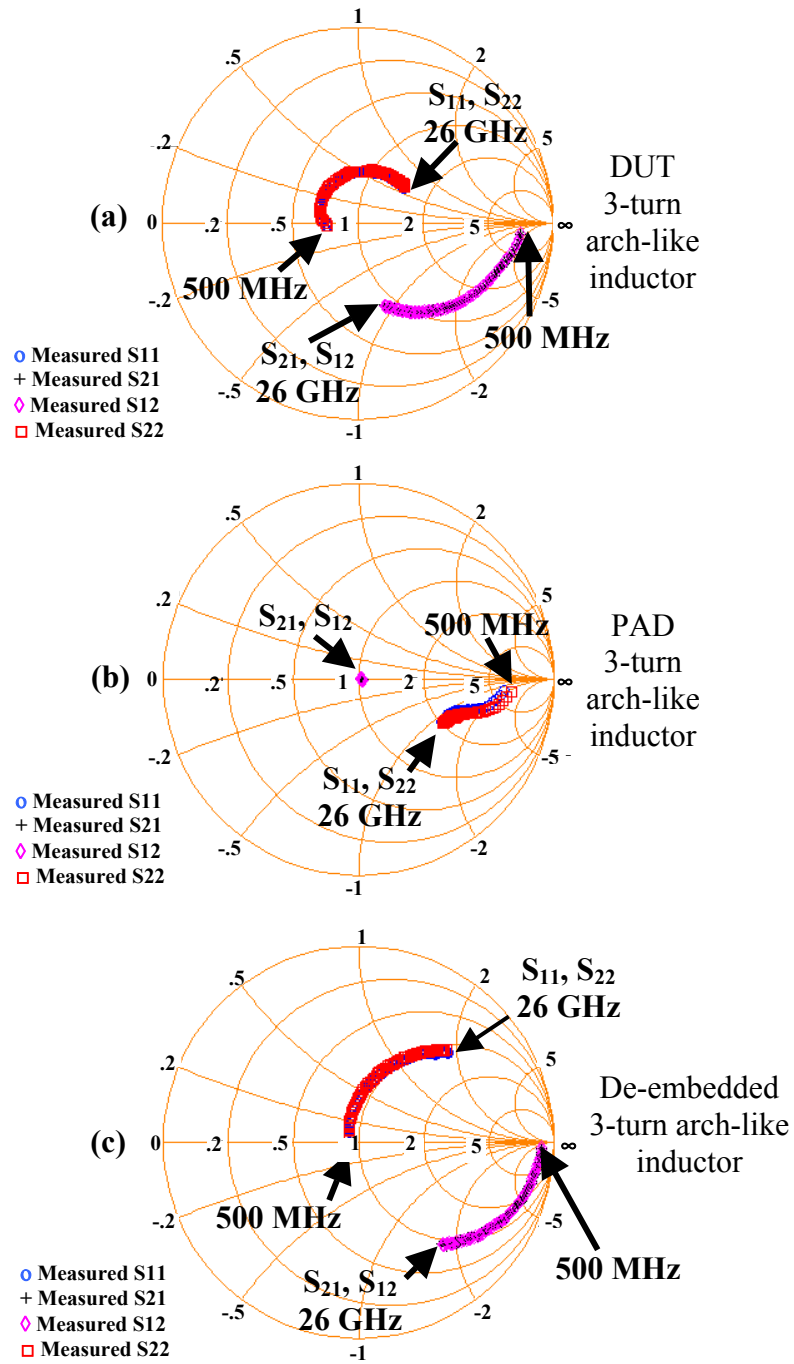 1
.5
2
.2
5
S11, S22
26 GHz
DUT
3-turn
arch-like
inductor
(a)
0 .2 .5 1 2 5 ∞
500 MHz
500 MHz
-.2
-5
S21, S12
26 GHz
-.5
-2
-1
o Measured S11
+ Measured S21
◇ Measured S12
□ Measured S22
1
.5
2
.2
5
S21, S12
500 MHz
PAD
3-turn
arch-like
inductor
(b)
0 .2 .5 1 2 5 ∞
-.2
5-
S11, S22
26 GHz
-.5
-2
-1
o Measured S11
+ Measured S21
◇ Measured S12
□ Measured S22
1
.5
2
.2
5
S11, S22
26 GHz
De-embedded
3-turn arch-like
inductor
(c)
0 .2 .5 1 2 5 ∞
500 MHz
500 MHz
-.2
-5
S21, S12
26 GHz
-.5
-2
-1
o Measured S11
+ Measured S21
◇ Measured S12
□ Measured S22